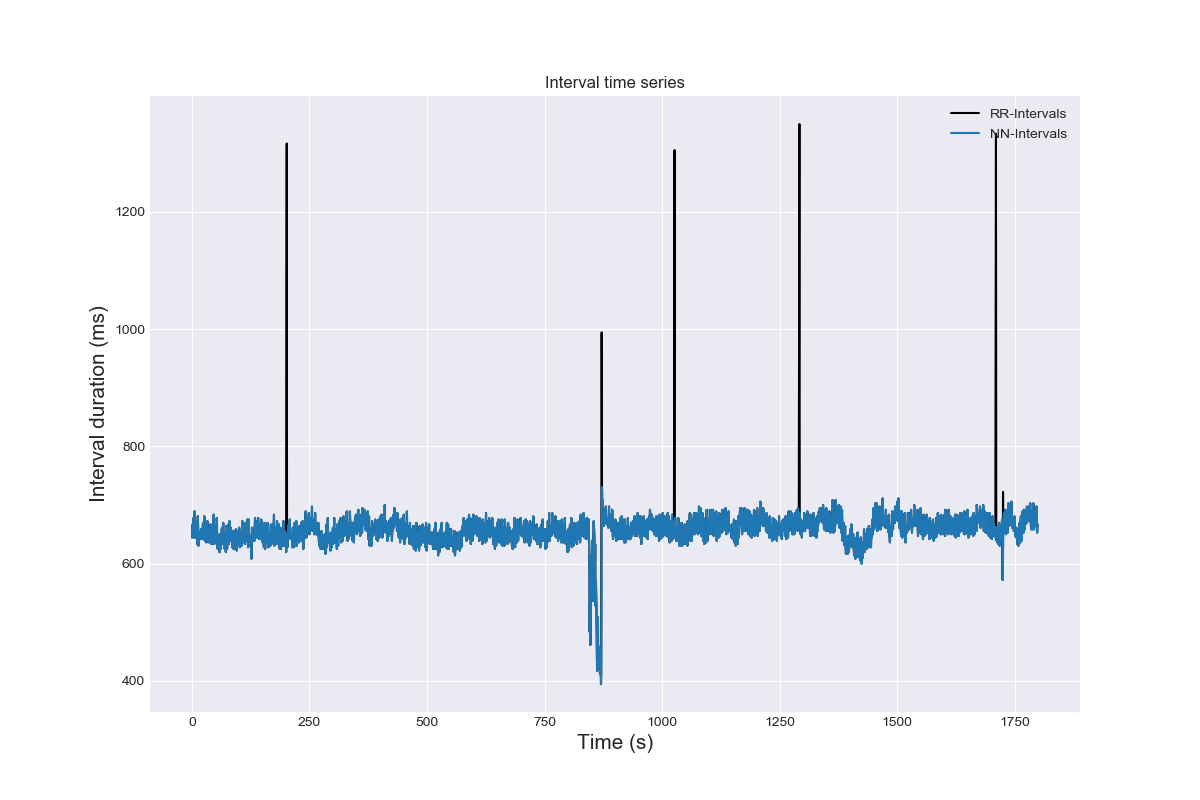 Interval time series
RR-Intervals
NN-Intervals
1200
1000
800
600
400
Interval duration (ms)
0 250 500 750 1000 1250 1500 1750
Time (s)